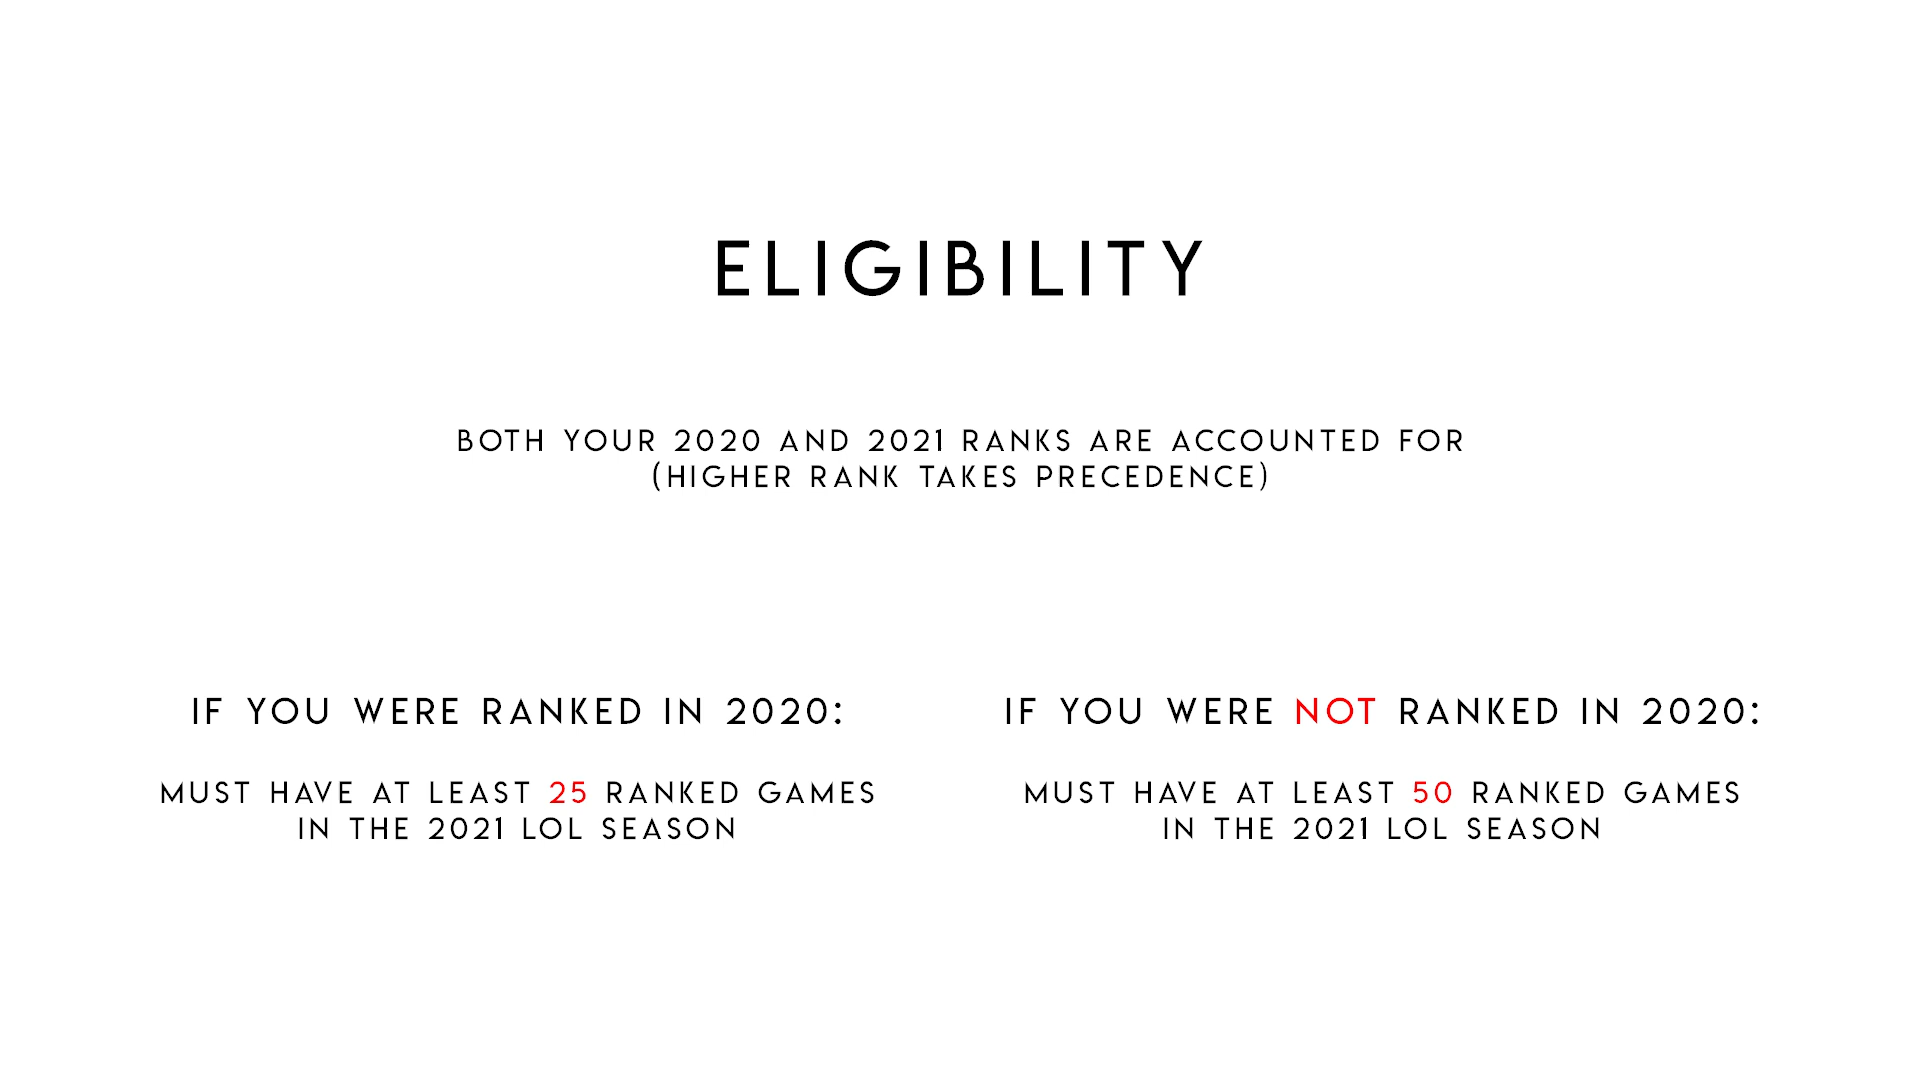 ELIGIBILITY
BOTH YOUR 2020 AND 2021 RANKS ARE ACCOUNTED FOR
(HIGHER RANK TAKES PRECEDENCE)
IF YOU WERE RANKED IN 2020:
MUST HAVE AT LEAST 25 RANKED GAMES
IN THE 2021 LOL SEASON
IF YOU WERE NOT RANKED IN 2020:
MUST HAVE AT LEAST 50 RANKED GAMES
IN THE 2021 LOL SEASON